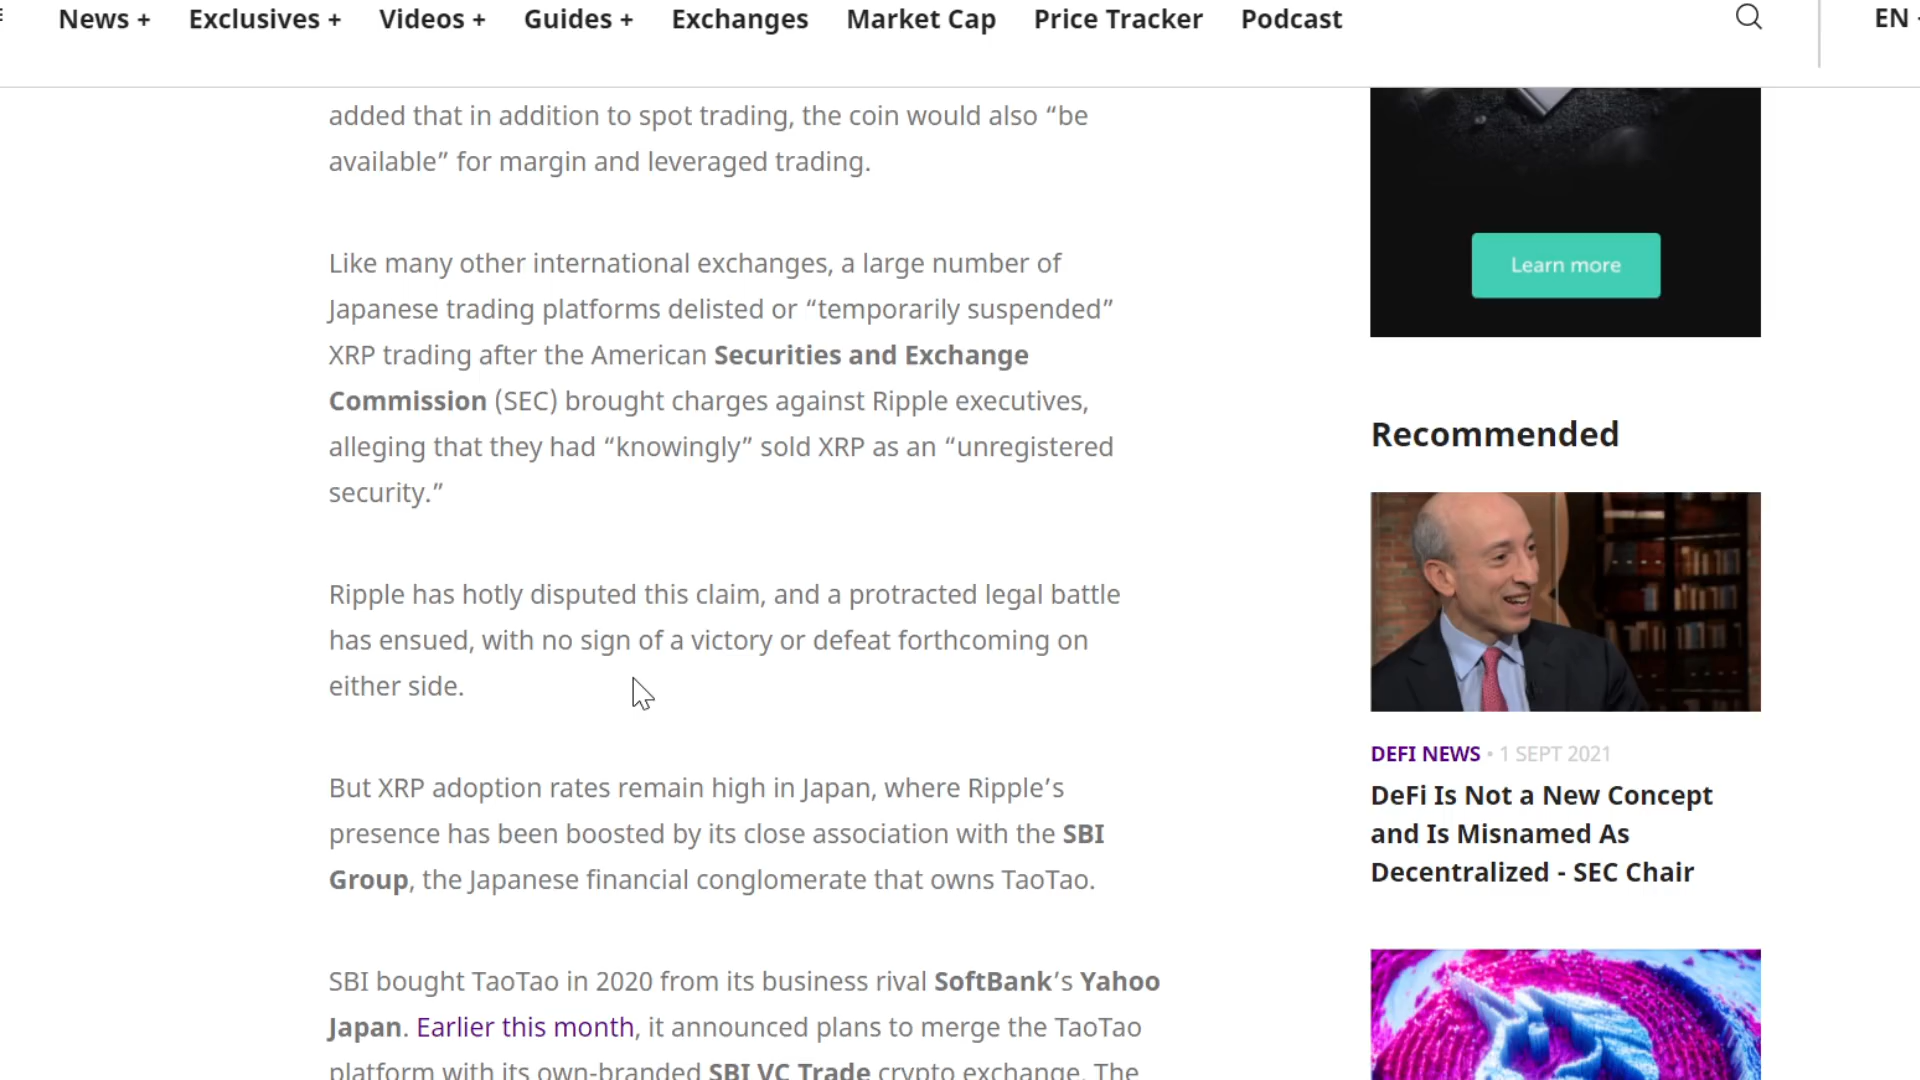 News + Exclusives + Videos + Guides + Exchanges Market Cap Price Tracker Podcast EN
added that in addition to spot trading, the coin would also “be
available” for margin and leveraged trading.
Like many other international exchanges, a large number of
Japanese trading platforms delisted or “temporarily suspended”
XRP trading after the American Securities and Exchange
Commission (SEC) brought charges against Ripple executives,
alleging that they had “knowingly” sold XRP as an “unregistered
security.”
Ripple has hotly disputed this claim, and a protracted legal battle
has ensued, with no sign of a victory or defeat forthcoming on
either side.
But XRP adoption rates remain high in Japan, where Ripple’s
presence has been boosted by its close association with the SBI
Group, the Japanese financial conglomerate that owns TaoTao.
SBI bought TaoTao in 2020 from its business rival SoftBank’s Yahoo
Japan. Earlier this month, it announced plans to merge the TaoTao
platform with its own-branded SBI VC Trade crypto exchange. The
Learn more
Recommended
DEFI NEWS • 1 SEPT 2021
DeFi Is Not a New Concept
and Is Misnamed As
Decentralized - SEC Chair